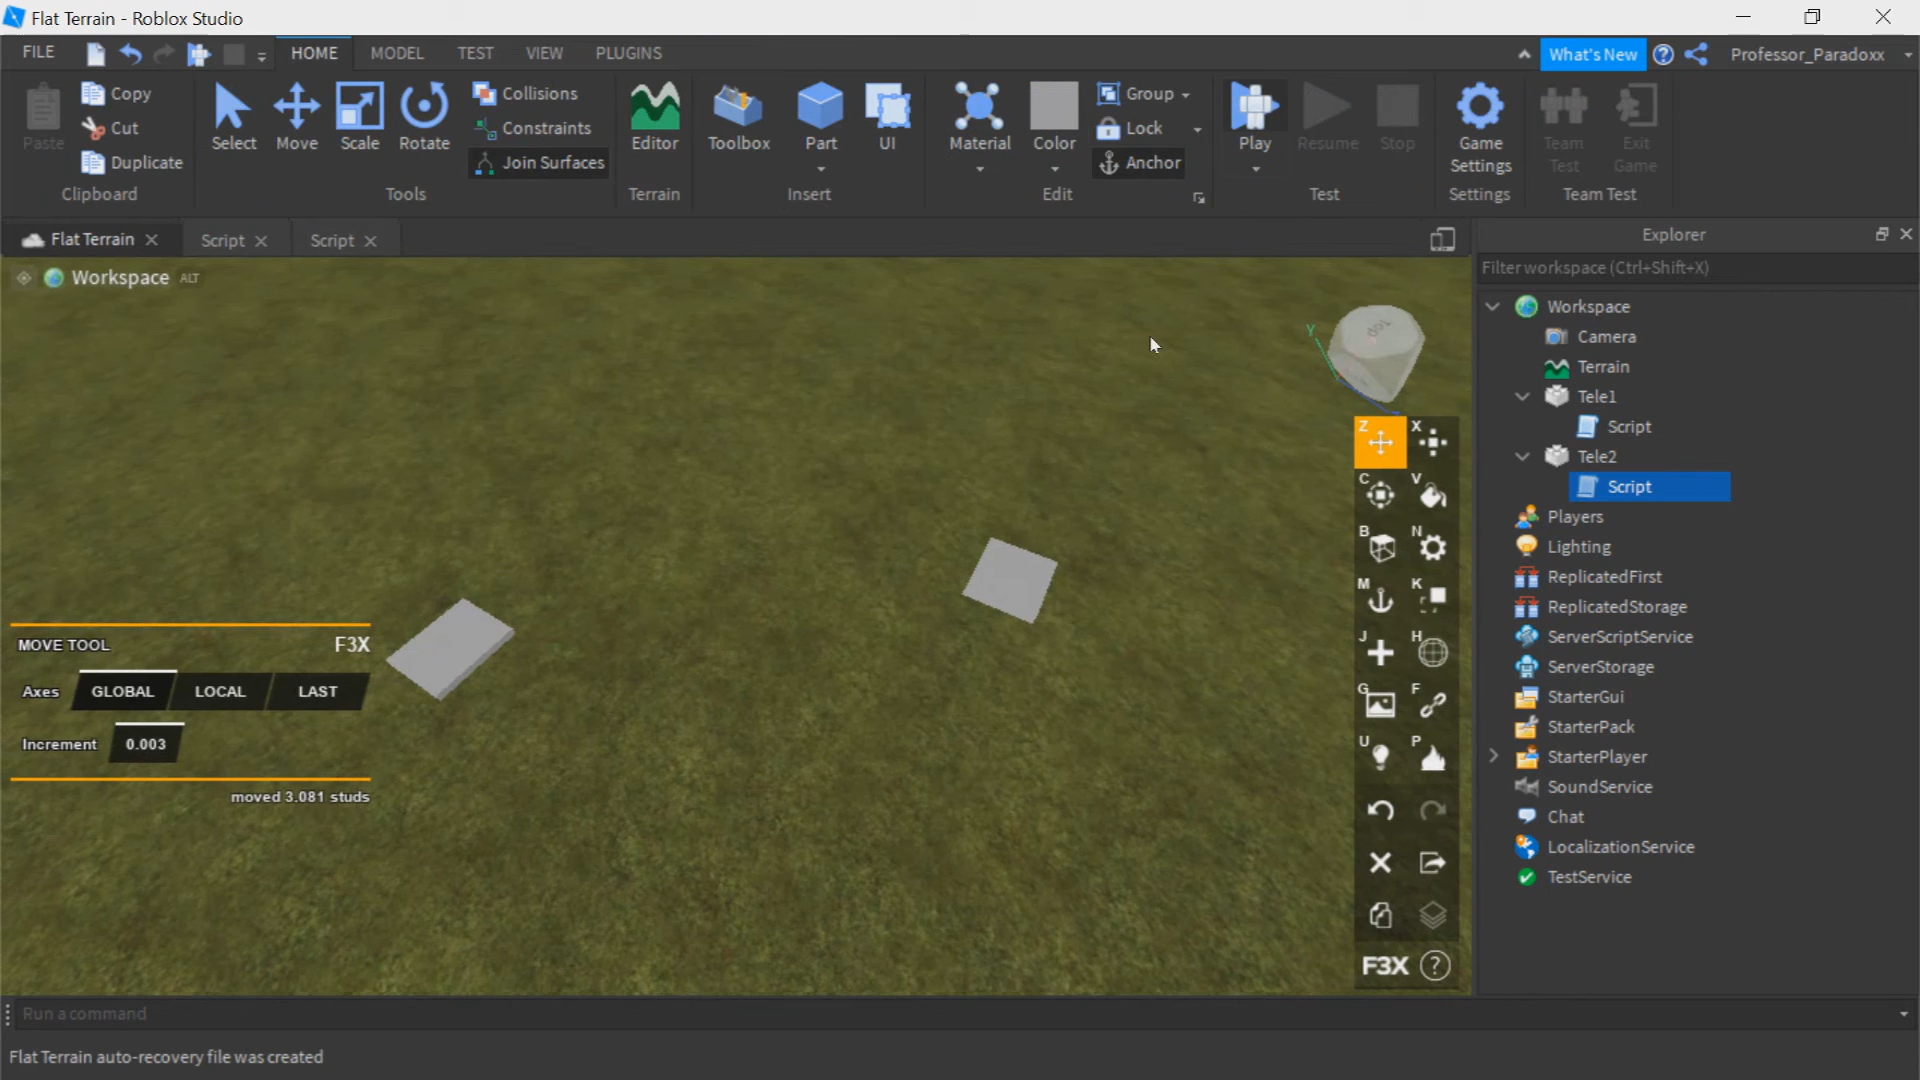 Flat Terrain - Roblox Studio
FILE
HOME
MODEL
TEST
VIEW
PLUGINS
What's New
Professor_Paradoxx
Paste
Copy
Cut
Duplicate
Clipboard
Select
Move
Scale
Rotate
Collisions
Constraints
Join Surfaces
Tools
Editor
Terrain
Toolbox
Part
UI
Insert
Material
Color
Group
Lock
Anchor
Edit
Play
Resume
Stop
Test
Game
Settings
Settings
Team
Test
Exit
Game
Team Test
Flat Terrain
Script
Script
Workspace ALT
Y
Top
MOVE TOOL
F3X
Axes
GLOBAL
LOCAL
LAST
Increment
0.003
moved 3.081 studs
Z
X
C
V
B
N
M
K
J
H
G
F
U
P
F3X ?
Explorer
Filter workspace (Ctrl+Shift+X)
Workspace
Camera
Terrain
Tele1
Script
Tele2
Script
Players
Lighting
ReplicatedFirst
ReplicatedStorage
ServerScriptService
ServerStorage
StarterGui
StarterPack
StarterPlayer
SoundService
Chat
LocalizationService
TestService
Run a command
Flat Terrain auto-recovery file was created